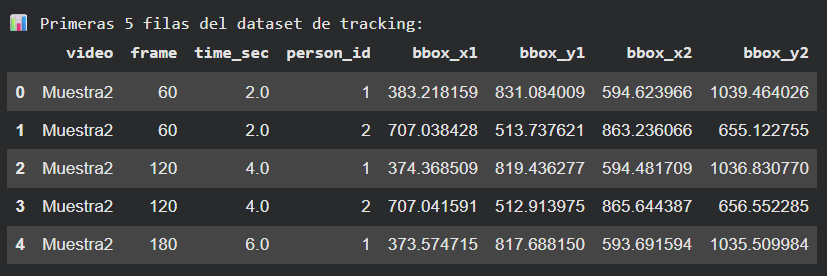 📊 Primeras 5 filas del dataset de tracking:
video frame time_sec person_id bbox_x1 bbox_y1 bbox_x2 bbox_y2
0 Muestra2 60 2.0 1 383.218159 831.084009 594.623966 1039.464026
1 Muestra2 60 2.0 2 707.038428 513.737621 863.236066 655.122755
2 Muestra2 120 4.0 1 374.368509 819.436277 594.481709 1036.830770
3 Muestra2 120 4.0 2 707.041591 512.913975 865.644387 656.552285
4 Muestra2 180 6.0 1 373.574715 817.688150 593.691594 1035.509984